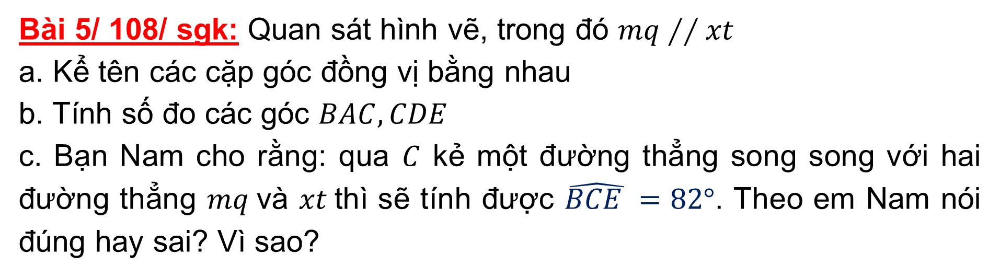 Bài 5/ 108/ sgk: Quan sát hình vẽ, trong đó mq // xt
a. Kể tên các cặp góc đồng vị bằng nhau
b. Tính số đo các góc BAC, CDE
c. Bạn Nam cho rằng: qua C kẻ một đường thẳng song song với hai
đường thẳng mq và xt thì sẽ tính được \widehat{BCE} = 82°. Theo em Nam nói
đúng hay sai? Vì sao?